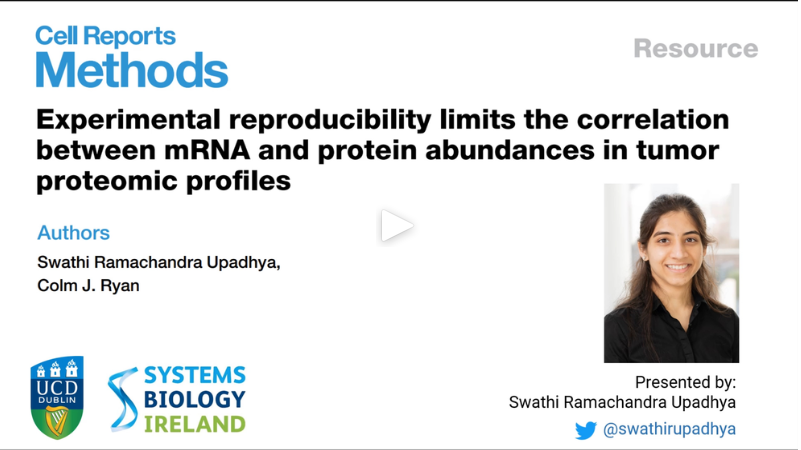 Cell Reports
Methods
Resource
Experimental reproducibility limits the correlation
between mRNA and protein abundances in tumor
proteomic profiles
Authors
Swathi Ramachandra Upadhya,
Colm J. Ryan
UCD
DUBLIN
SYSTEMS
BIOLOGY
IRELAND
Presented by:
Swathi Ramachandra Upadhya
@swathirupadhya